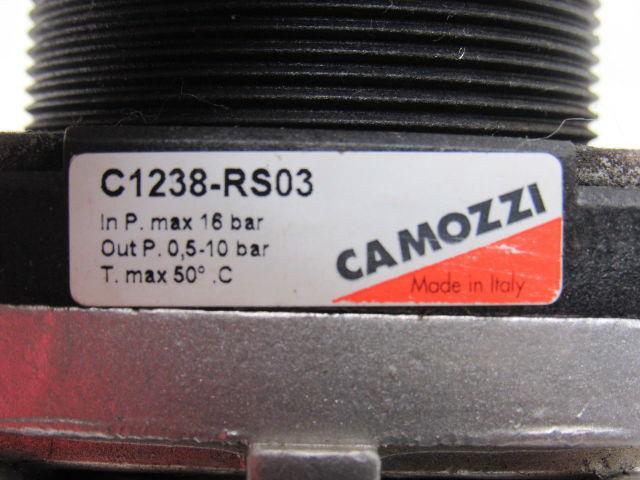 C1238-RS03
In P. max 16 bar
Out P. 0,5-10 bar
T. max 50° .C
CAMOZZI
Made in Italy